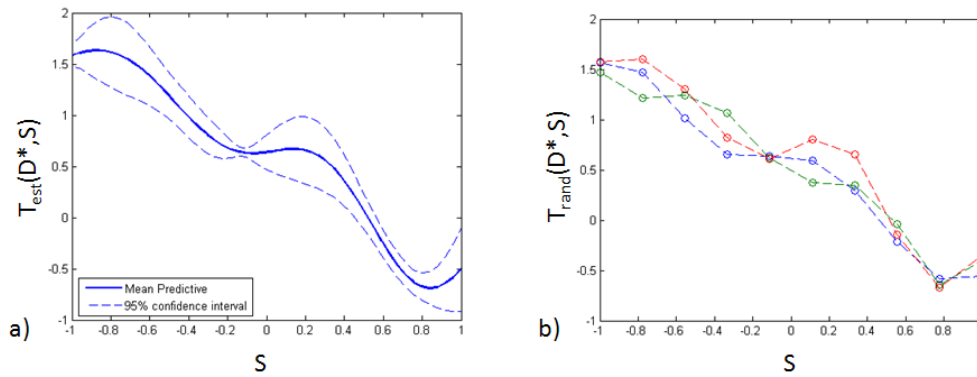 2
1.5
1
0.5
0
-0.5
-1
-1 -0.8 -0.6 -0.4 -0.2 0 0.2 0.4 0.6 0.8 1
T_est(D*,S)
Mean Predictive
95% confidence interval
a)
S
2
1.5
1
0.5
0
-0.5
-1
-1 -0.8 -0.6 -0.4 -0.2 0 0.2 0.4 0.6 0.8
T_rand(D*,S)
b)
S